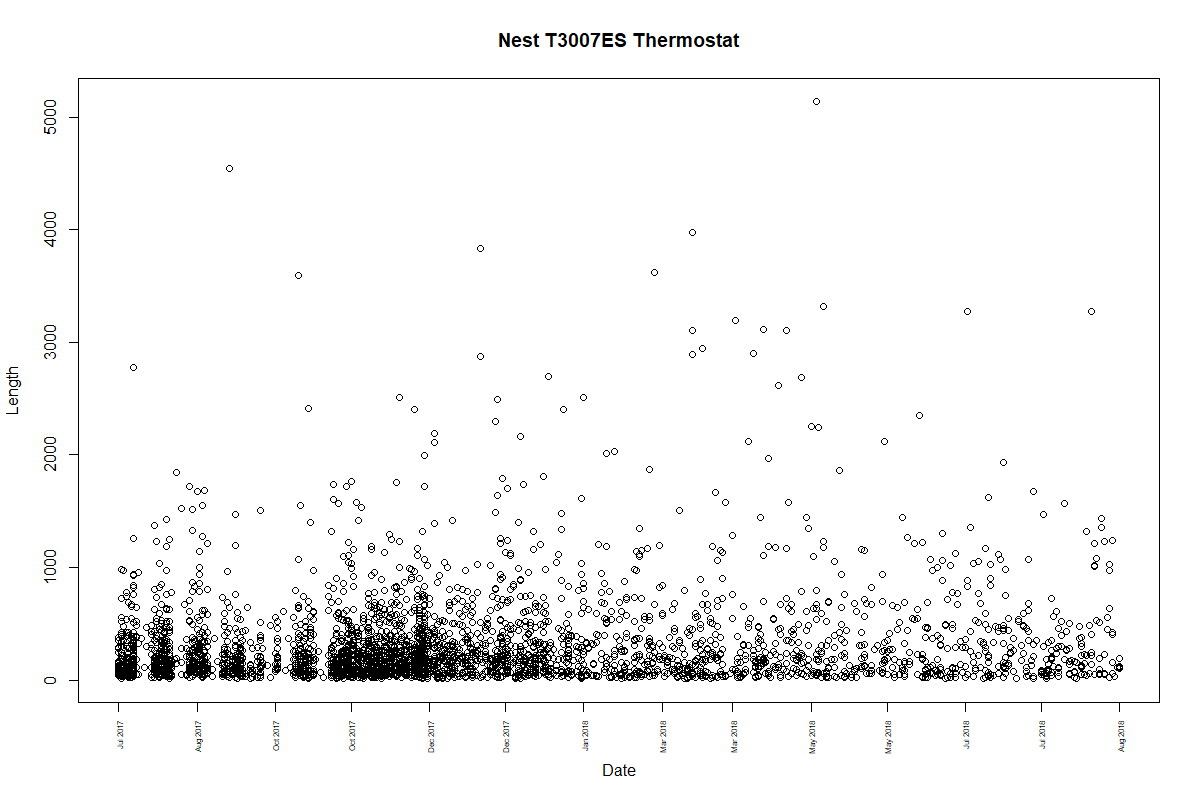 Nest T3007ES Thermostat
5000
4000
3000
2000
1000
0
Length
Jul 2017
Aug 2017
Oct 2017
Oct 2017
Dec 2017
Dec 2017
Jan 2018
Mar 2018
Mar 2018
May 2018
May 2018
Jul 2018
Jul 2018
Aug 2018
Date